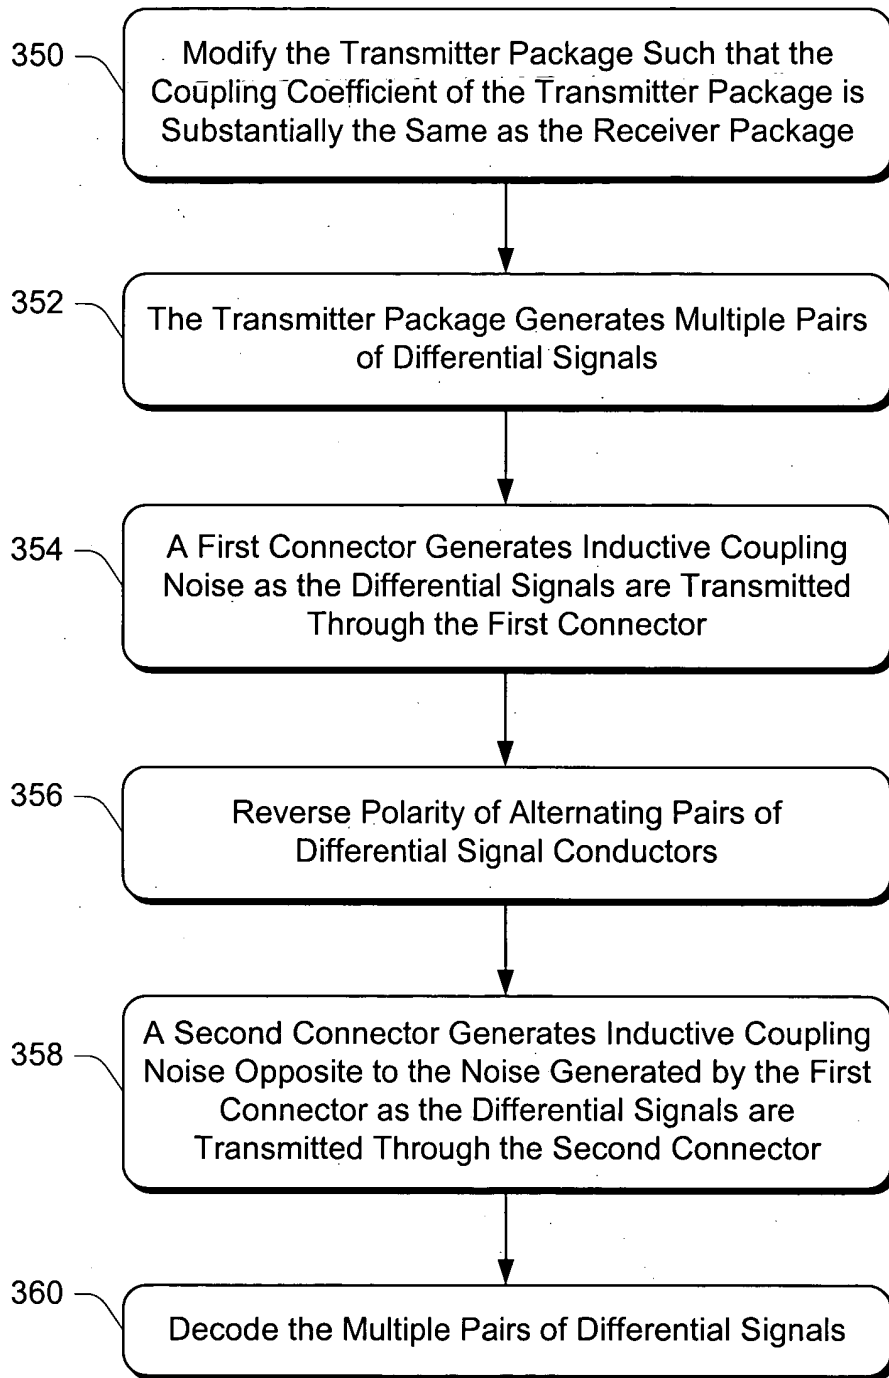 350
Modify the Transmitter Package Such that the
Coupling Coefficient of the Transmitter Package is
Substantially the Same as the Receiver Package
352
The Transmitter Package Generates Multiple Pairs
of Differential Signals
354
A First Connector Generates Inductive Coupling
Noise as the Differential Signals are Transmitted
Through the First Connector
356
Reverse Polarity of Alternating Pairs of
Differential Signal Conductors
358
A Second Connector Generates Inductive Coupling
Noise Opposite to the Noise Generated by the First
Connector as the Differential Signals are
Transmitted Through the Second Connector
360
Decode the Multiple Pairs of Differential Signals